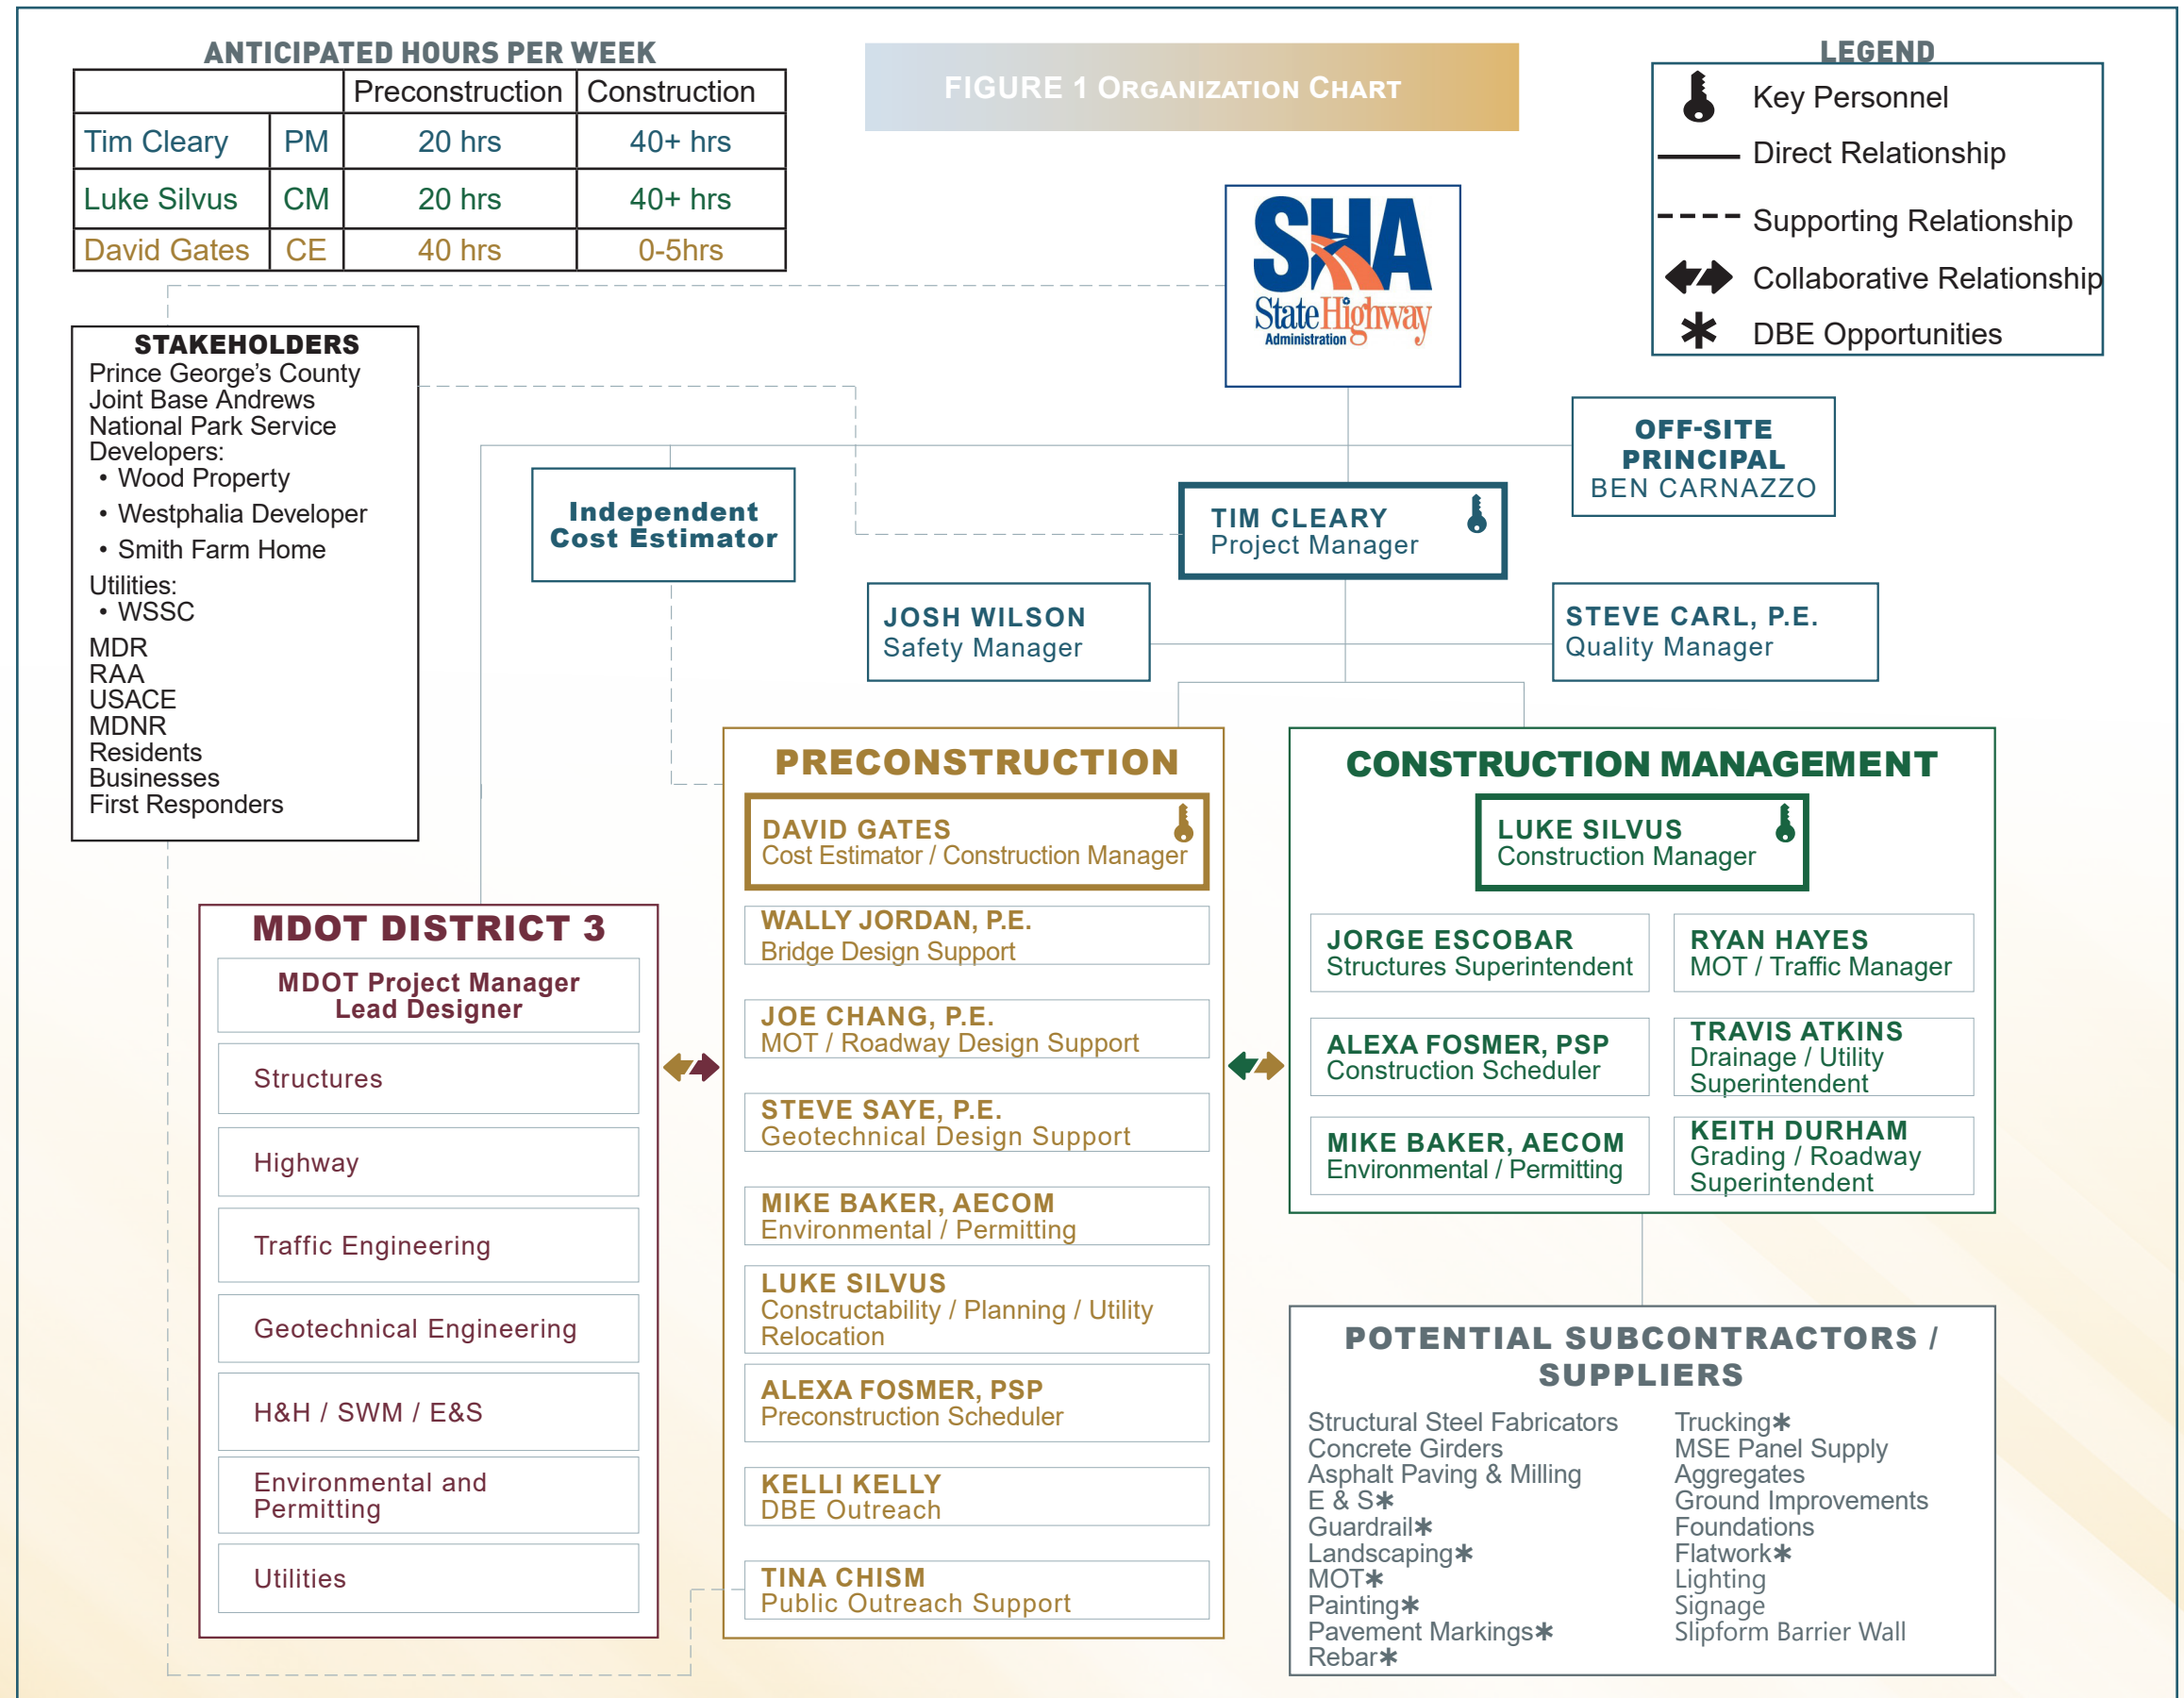 ANTICIPATED HOURS PER WEEK
Preconstruction Construction
Tim Cleary PM 20 hrs 40+ hrs
Luke Silvus CM 20 hrs 40+ hrs
David Gates CE 40 hrs 0-5hrs
FIGURE 1 ORGANIZATION CHART
LEGEND
Key Personnel
Direct Relationship
Supporting Relationship
Collaborative Relationship
DBE Opportunities
SHA
State Highway
Administration
STAKEHOLDERS
Prince George’s County
Joint Base Andrews
National Park Service
Developers:
• Wood Property
• Westphalia Developer
• Smith Farm Home
Utilities:
• WSSC
MDR
RAA
USACE
MDNR
Residents
Businesses
First Responders
OFF-SITE
PRINCIPAL
BEN CARNAZZO
Independent
Cost Estimator
TIM CLEARY
Project Manager
JOSH WILSON
Safety Manager
STEVE CARL, P.E.
Quality Manager
MDOT DISTRICT 3
MDOT Project Manager
Lead Designer
Structures
Highway
Traffic Engineering
Geotechnical Engineering
H&H / SWM / E&S
Environmental and
Permitting
Utilities
PRECONSTRUCTION
DAVID GATES
Cost Estimator / Construction Manager
WALLY JORDAN, P.E.
Bridge Design Support
JOE CHANG, P.E.
MOT / Roadway Design Support
STEVE SAYE, P.E.
Geotechnical Design Support
MIKE BAKER, AECOM
Environmental / Permitting
LUKE SILVUS
Constructability / Planning / Utility
Relocation
ALEXA FOSMER, PSP
Preconstruction Scheduler
KELLI KELLY
DBE Outreach
TINA CHISM
Public Outreach Support
CONSTRUCTION MANAGEMENT
LUKE SILVUS
Construction Manager
JORGE ESCOBAR
Structures Superintendent
RYAN HAYES
MOT / Traffic Manager
ALEXA FOSMER, PSP
Construction Scheduler
TRAVIS ATKINS
Drainage / Utility
Superintendent
MIKE BAKER, AECOM
Environmental / Permitting
KEITH DURHAM
Grading / Roadway
Superintendent
POTENTIAL SUBCONTRACTORS /
SUPPLIERS
Structural Steel Fabricators
Concrete Girders
Asphalt Paving & Milling
E & S✱
Guardrail✱
Landscaping✱
MOT✱
Painting✱
Pavement Markings✱
Rebar✱
Trucking✱
MSE Panel Supply
Aggregates
Ground Improvements
Foundations
Flatwork✱
Lighting
Signage
Slipform Barrier Wall